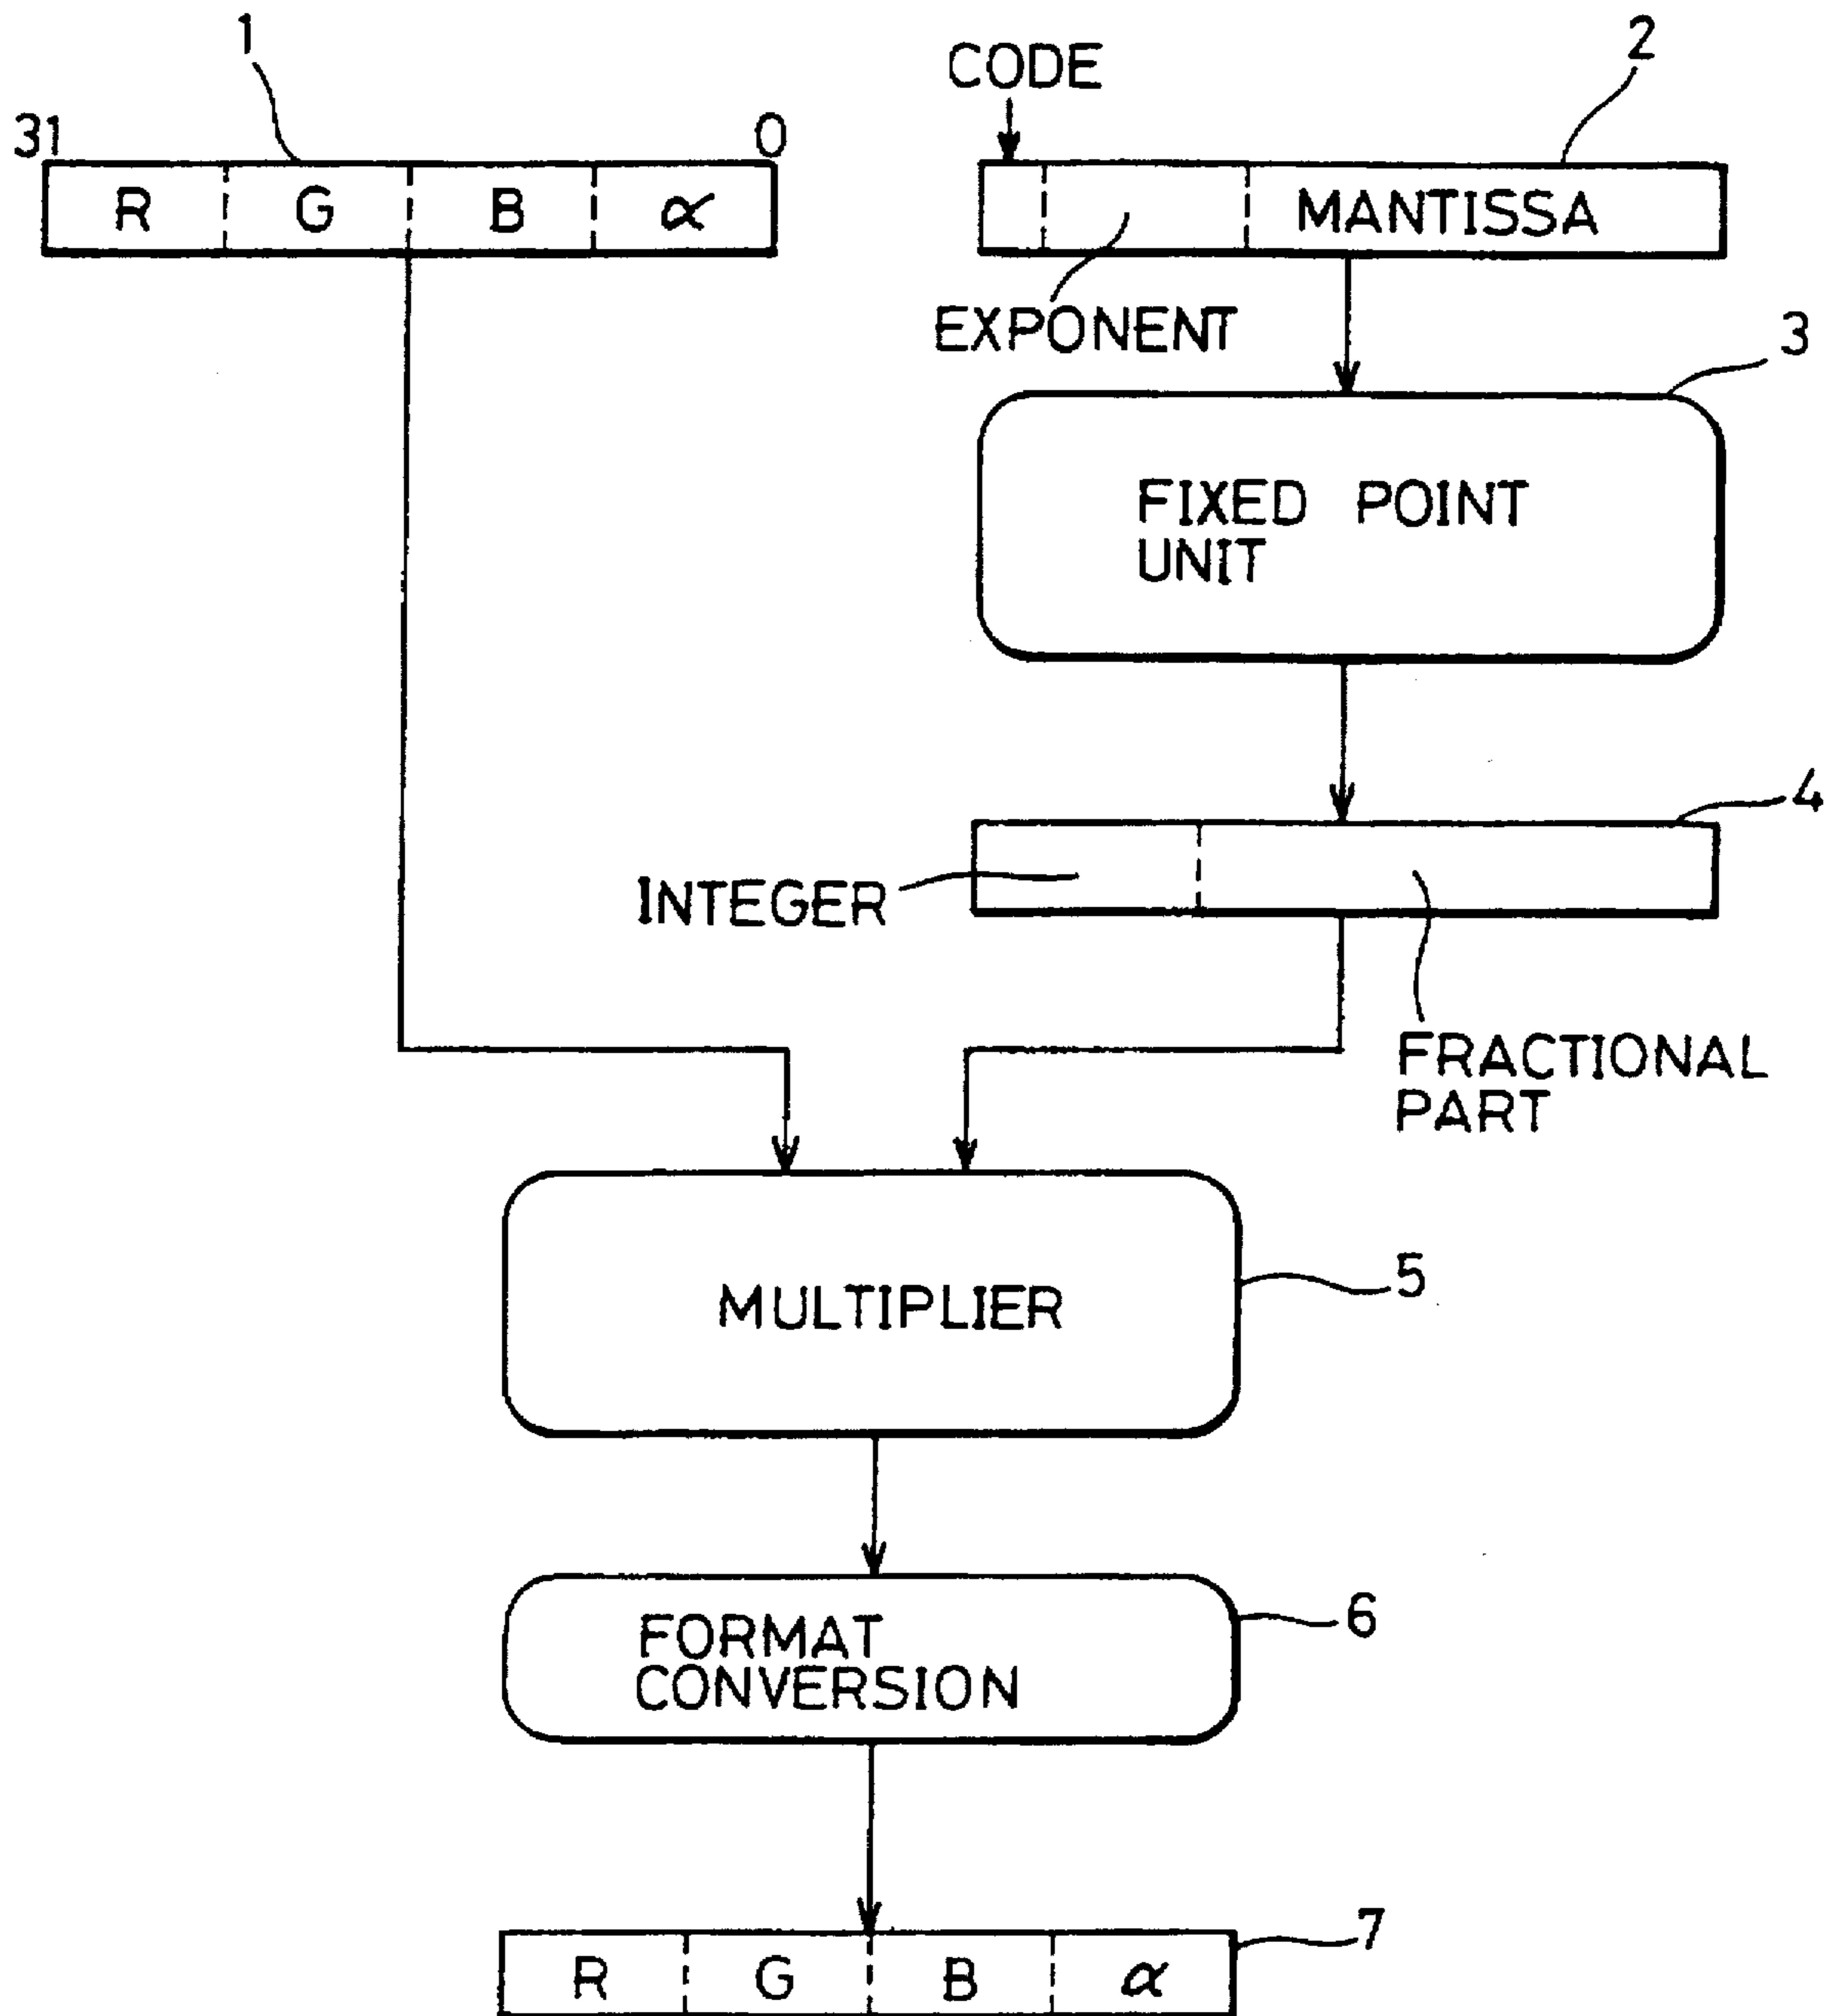 1
CODE
2
31
0
R G B α
MANTISSA
EXPONENT
3
FIXED POINT
UNIT
4
INTEGER
FRACTIONAL
PART
MULTIPLIER
5
FORMAT
CONVERSION
6
7
R G B α